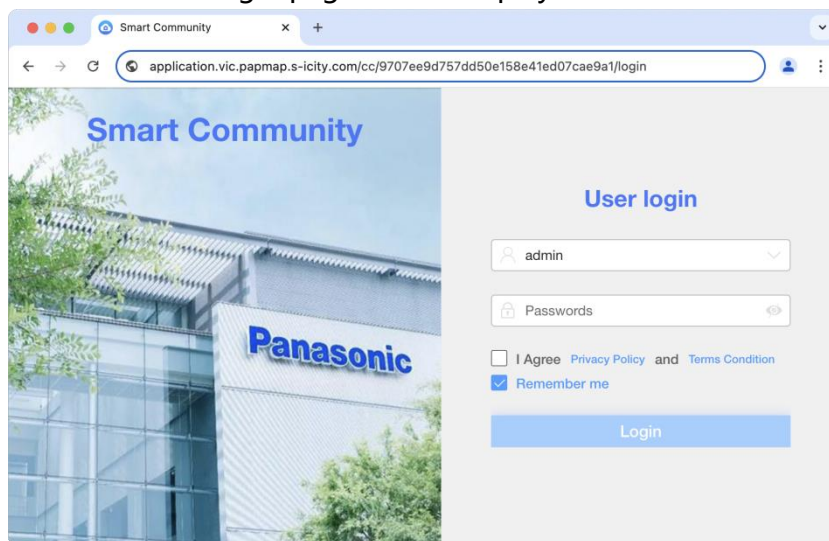 Smart Community
application.vic.papmap.s-icity.com/cc/9707ee9d757dd50e158e41ed07cae9a1/login
Smart Community
Panasonic
User login
admin
Passwords
I Agree Privacy Policy and Terms Condition
Remember me
Login